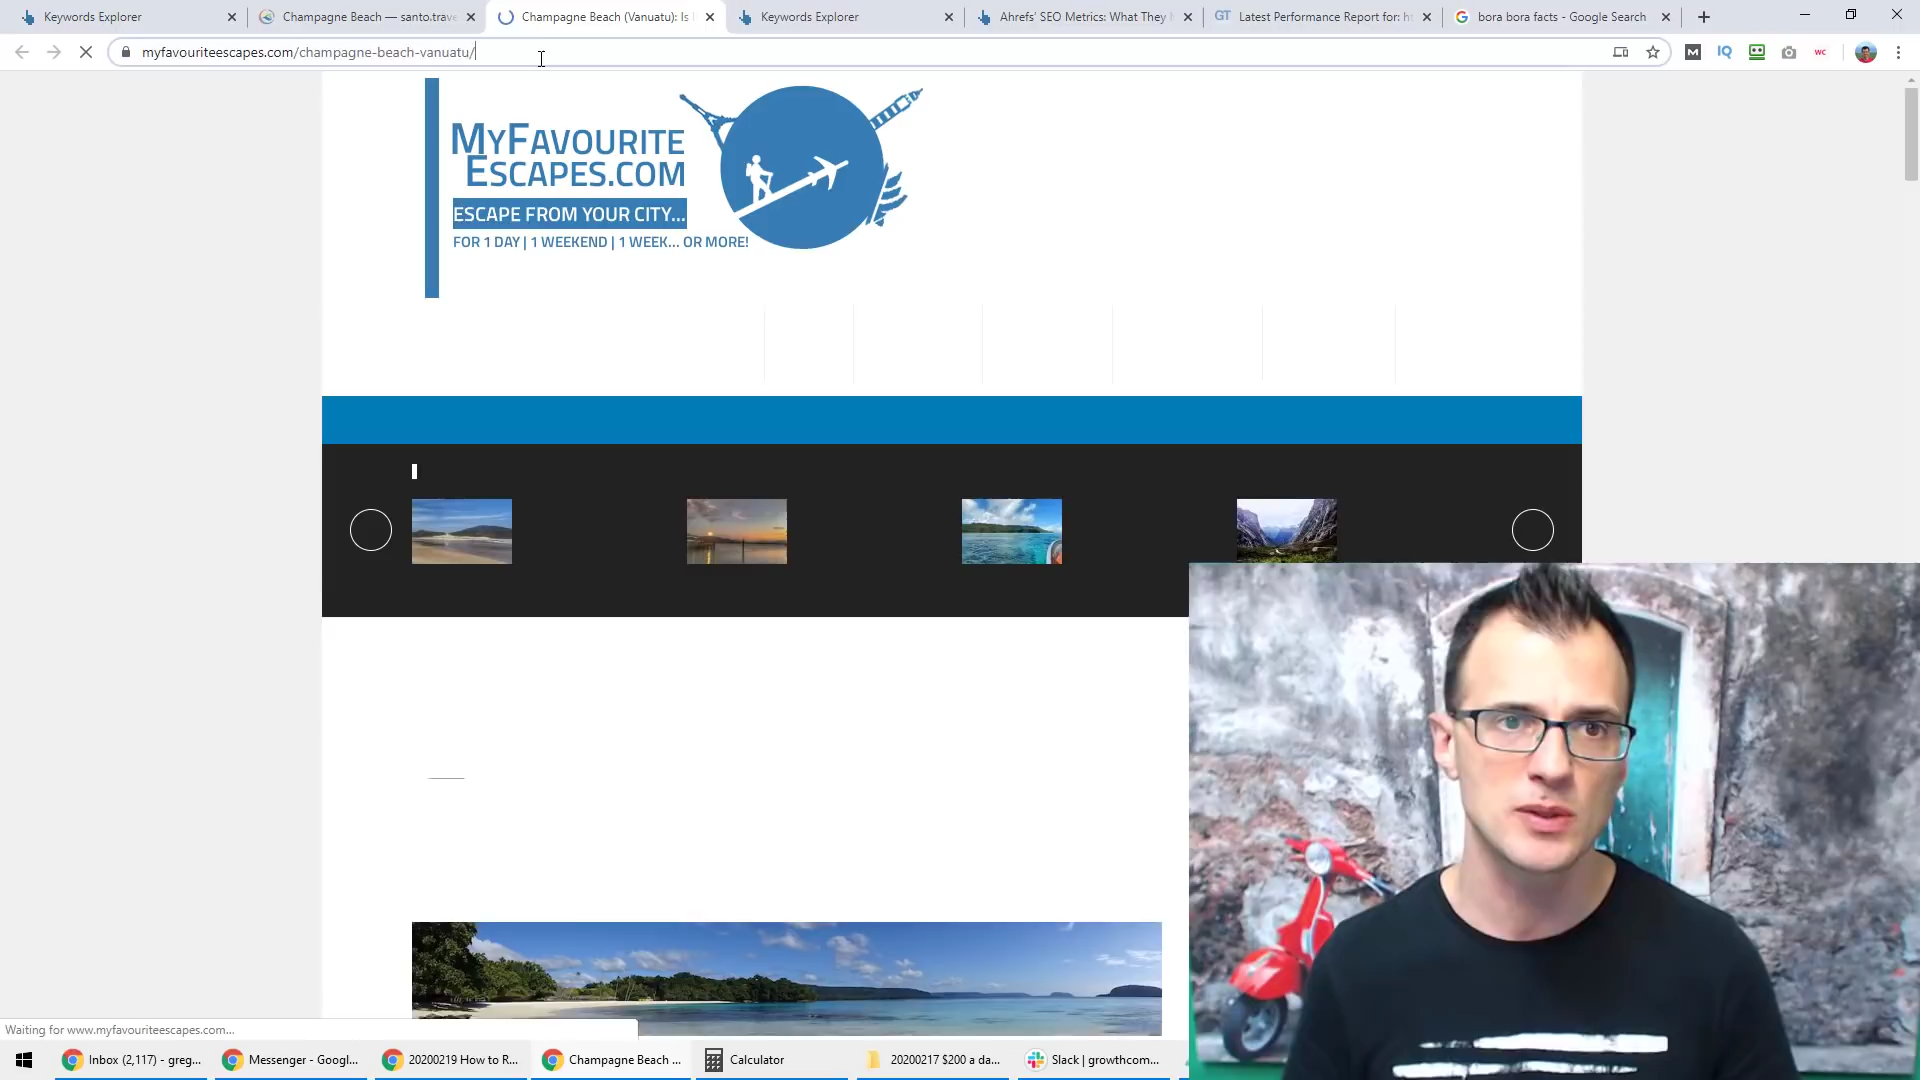 Keywords Explorer
Champagne Beach — santo.trave
Champagne Beach (Vanuatu): Is I
Keywords Explorer
Ahrefs' SEO Metrics: What They M
GT Latest Performance Report for: ht
bora bora facts - Google Search
myfavouriteescapes.com/champagne-beach-vanuatu/
M
IQ
WC
MYFAVOURITE
ESCAPES.COM
ESCAPE FROM YOUR CITY...
FOR 1 DAY | 1 WEEKEND | 1 WEEK... OR MORE!
Waiting for www.myfavouriteescapes.com...
Inbox (2,117) - greg...
Messenger - Googl...
20200219 How to R...
Champagne Beach ...
Calculator
20200217 $200 a da...
Slack | growthcom...